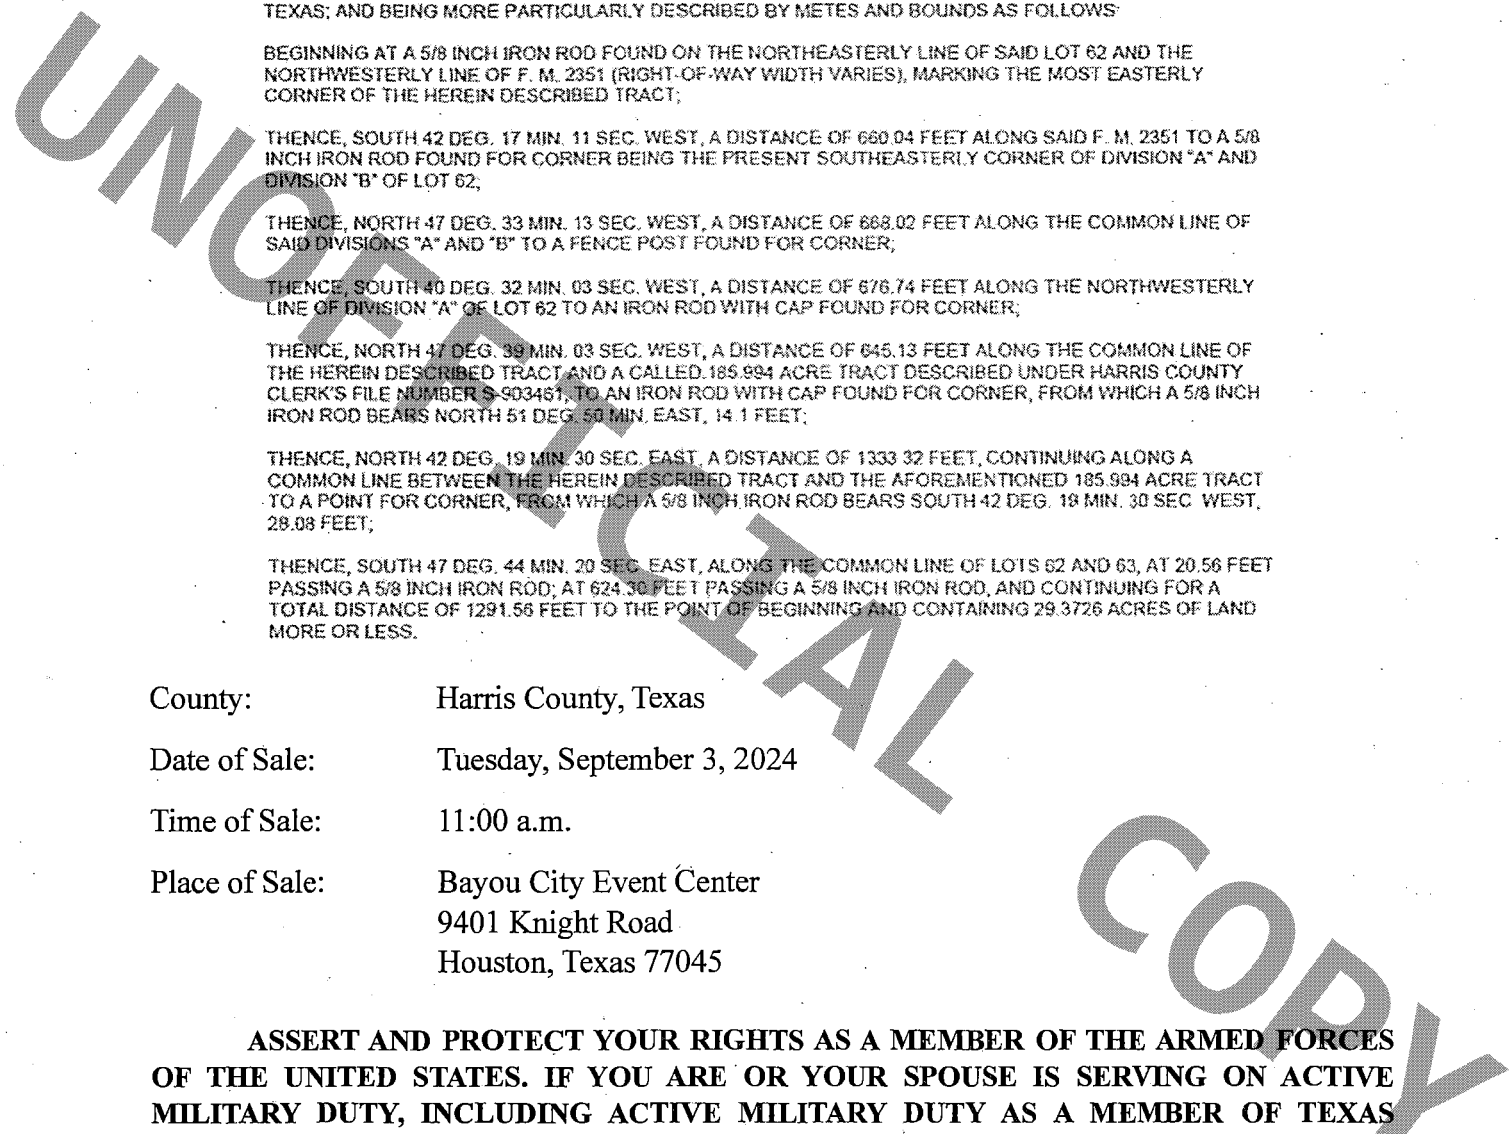 TEXAS; AND BEING MORE PARTICULARLY DESCRIBED BY METES AND BOUNDS AS FOLLOWS:
BEGINNING AT A 5/8 INCH IRON ROD FOUND ON THE NORTHEASTERLY LINE OF SAID LOT 62 AND THE
NORTHWESTERLY LINE OF F. M. 2351 (RIGHT-OF-WAY WIDTH VARIES), MARKING THE MOST EASTERLY
CORNER OF THE HEREIN DESCRIBED TRACT;
THENCE, SOUTH 42 DEG. 17 MIN. 11 SEC. WEST, A DISTANCE OF 660.04 FEET ALONG SAID F. M. 2351 TO A 5/8
INCH IRON ROD FOUND FOR CORNER BEING THE PRESENT SOUTHEASTERLY CORNER OF DIVISION "A" AND
DIVISION "B" OF LOT 62;
THENCE, NORTH 47 DEG. 33 MIN. 13 SEC. WEST, A DISTANCE OF 668.02 FEET ALONG THE COMMON LINE OF
SAID DIVISIONS "A" AND "B" TO A FENCE POST FOUND FOR CORNER;
THENCE, SOUTH 40 DEG. 32 MIN. 03 SEC. WEST, A DISTANCE OF 676.74 FEET ALONG THE NORTHWESTERLY
LINE OF DIVISION "A" OF LOT 62 TO AN IRON ROD WITH CAP FOUND FOR CORNER;
THENCE, NORTH 47 DEG. 39 MIN. 03 SEC. WEST, A DISTANCE OF 645.13 FEET ALONG THE COMMON LINE OF
THE HEREIN DESCRIBED TRACT AND A CALLED 185.994 ACRE TRACT DESCRIBED UNDER HARRIS COUNTY
CLERK'S FILE NUMBER S-903461, TO AN IRON ROD WITH CAP FOUND FOR CORNER, FROM WHICH A 5/8 INCH
IRON ROD BEARS NORTH 51 DEG. 50 MIN. EAST, 14.1 FEET;
THENCE, NORTH 42 DEG. 19 MIN. 30 SEC. EAST, A DISTANCE OF 1333.32 FEET, CONTINUING ALONG A
COMMON LINE BETWEEN THE HEREIN DESCRIBED TRACT AND THE AFOREMENTIONED 185.994 ACRE TRACT
TO A POINT FOR CORNER, FROM WHICH A 5/8 INCH IRON ROD BEARS SOUTH 42 DEG. 19 MIN. 30 SEC WEST,
28.08 FEET;
THENCE, SOUTH 47 DEG. 44 MIN. 20 SEC. EAST, ALONG THE COMMON LINE OF LOTS 62 AND 63, AT 20.56 FEET
PASSING A 5/8 INCH IRON ROD; AT 624.30 FEET PASSING A 5/8 INCH IRON ROD, AND CONTINUING FOR A
TOTAL DISTANCE OF 1291.56 FEET TO THE POINT OF BEGINNING AND CONTAINING 29.3726 ACRES OF LAND
MORE OR LESS.
County: Harris County, Texas
Date of Sale: Tuesday, September 3, 2024
Time of Sale: 11:00 a.m.
Place of Sale: Bayou City Event Center
9401 Knight Road
Houston, Texas 77045
ASSERT AND PROTECT YOUR RIGHTS AS A MEMBER OF THE ARMED FORCES
OF THE UNITED STATES. IF YOU ARE OR YOUR SPOUSE IS SERVING ON ACTIVE
MILITARY DUTY, INCLUDING ACTIVE MILITARY DUTY AS A MEMBER OF TEXAS
UNOFFICIAL COPY